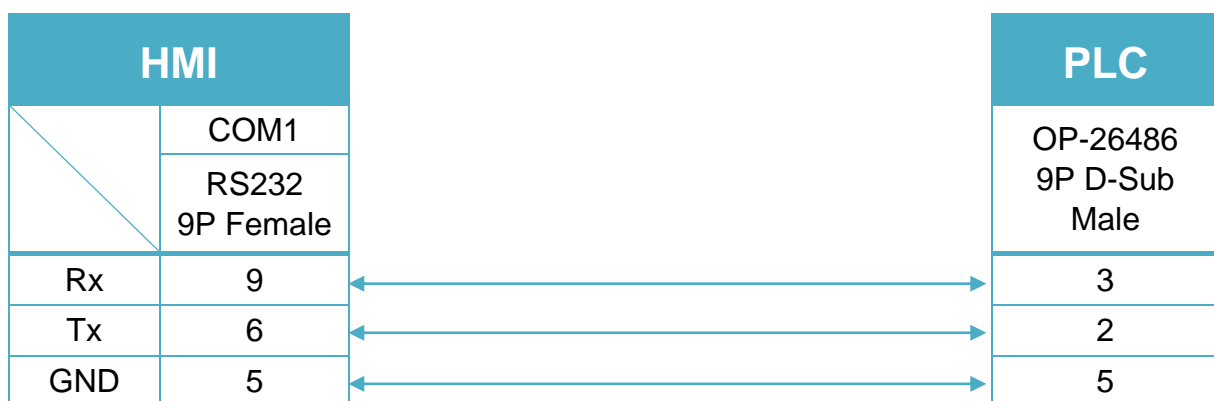 HMI
PLC
COM1
RS232
9P Female
OP-26486
9P D-Sub
Male
Rx 9 3
Tx 6 2
GND 5 5